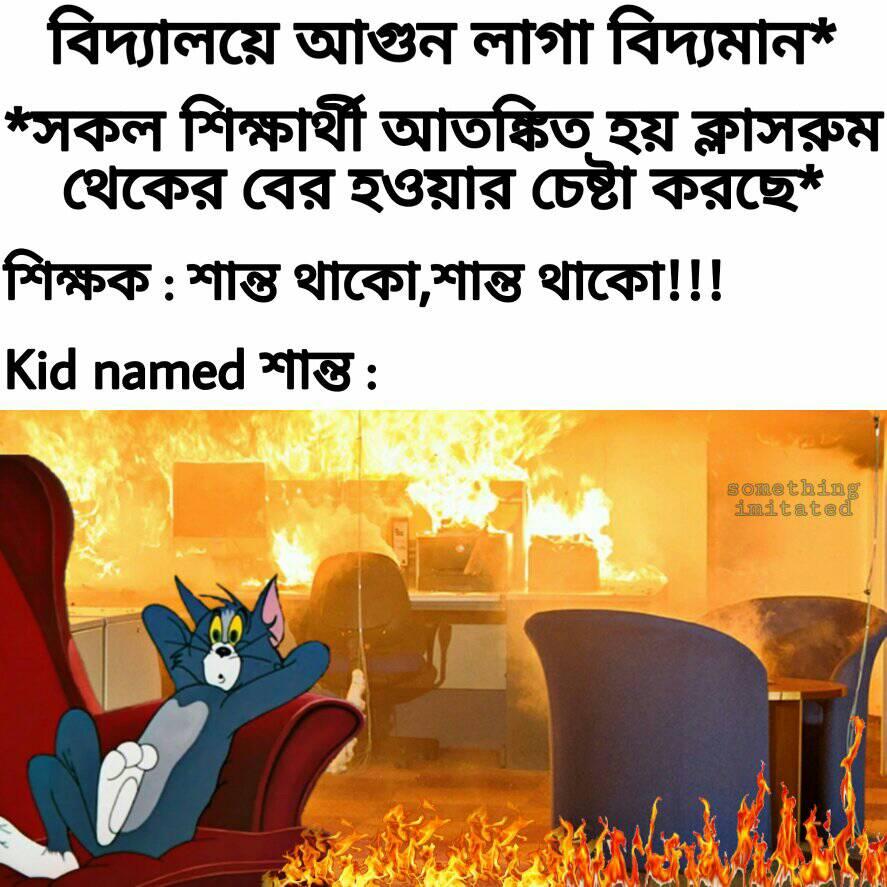 বিদ্যালয়ে আগুন লাগা বিদ্যমান*
*সকল শিক্ষার্থী আতঙ্কিত হয় ক্লাসরুম
থেকের বের হওয়ার চেষ্টা করছে*
শিক্ষক : শান্ত থাকো,শান্ত থাকো!!!
Kid named শান্ত :
something
imitated